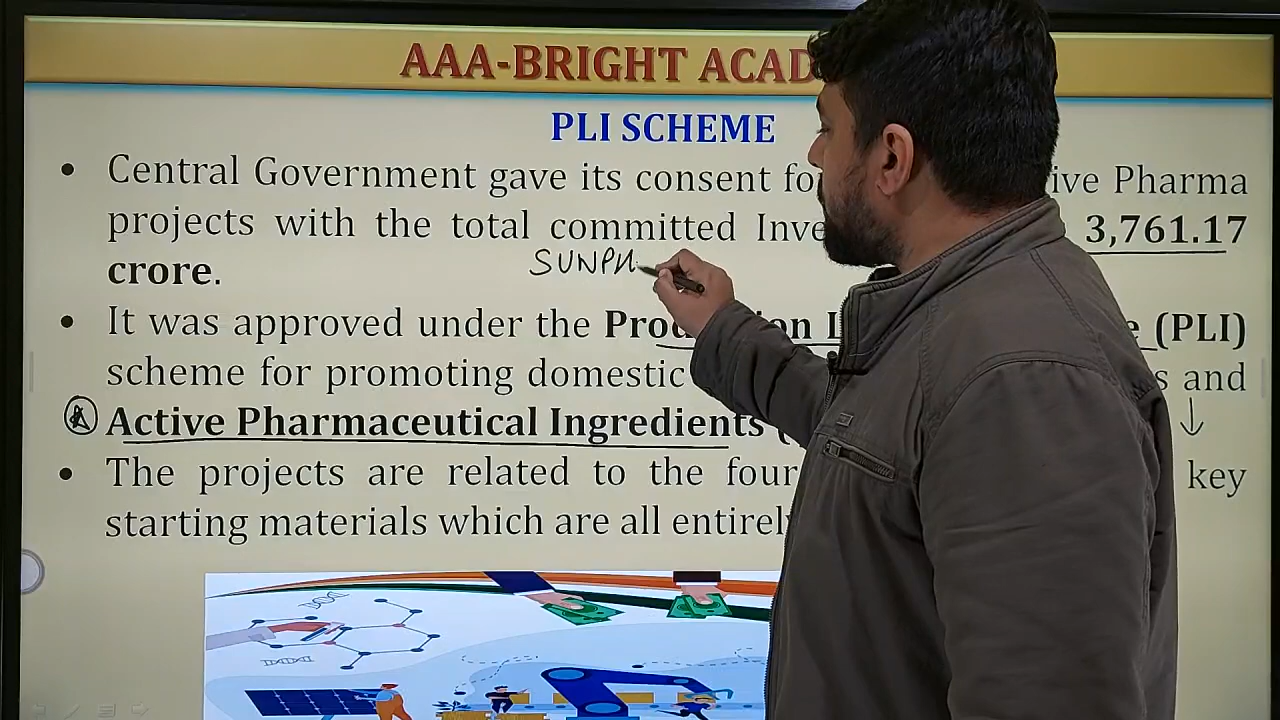 AAA-BRIGHT ACAD
PLI SCHEME
• Central Government gave its consent fo ive Pharma
projects with the total committed Inve 3,761.17
crore.
SUNPH
• It was approved under the Pro on I e (PLI)
scheme for promoting domestic s and
A Active Pharmaceutical Ingredients (
• The projects are related to the four key
starting materials which are all entirel